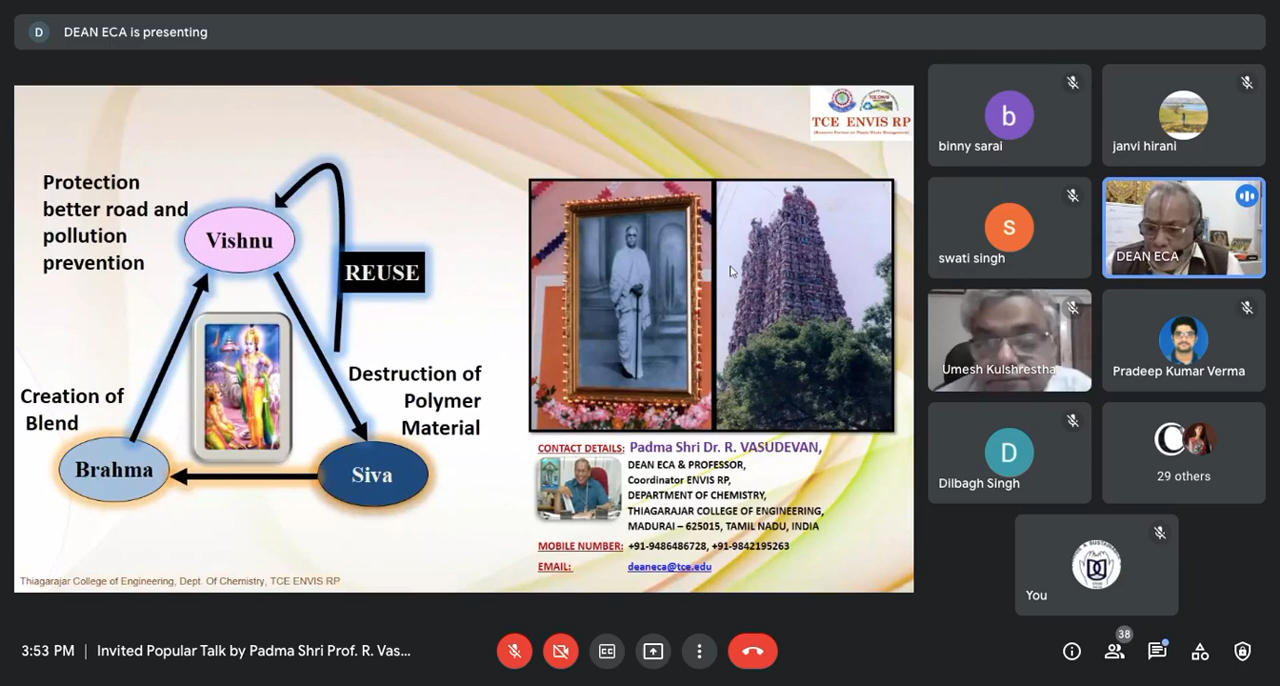 D DEAN ECA is presenting
TCE ENVIS RP
Protection
better road and
pollution
prevention
Vishnu
REUSE
Destruction of
Polymer
Material
Creation of
Blend
Brahma
Siva
CONTACT DETAILS: Padma Shri Dr. R. VASUDEVAN,
DEAN ECA & PROFESSOR,
Coordinator ENVIS RP,
DEPARTMENT OF CHEMISTRY,
THIAGARAJAR COLLEGE OF ENGINEERING,
MADURAI – 625015, TAMIL NADU, INDIA
MOBILE NUMBER: +91-9486486728, +91-9842195263
EMAIL: deaneca@tce.edu
Thiagarajar College of Engineering, Dept. Of Chemistry, TCE ENVIS RP
b
binny sarai
janvi hirani
s
swati singh
DEAN ECA
Umesh Kulshrestha
Pradeep Kumar Verma
D
Dilbagh Singh
29 others
You
3:53 PM | Invited Popular Talk by Padma Shri Prof. R. Vas...
38